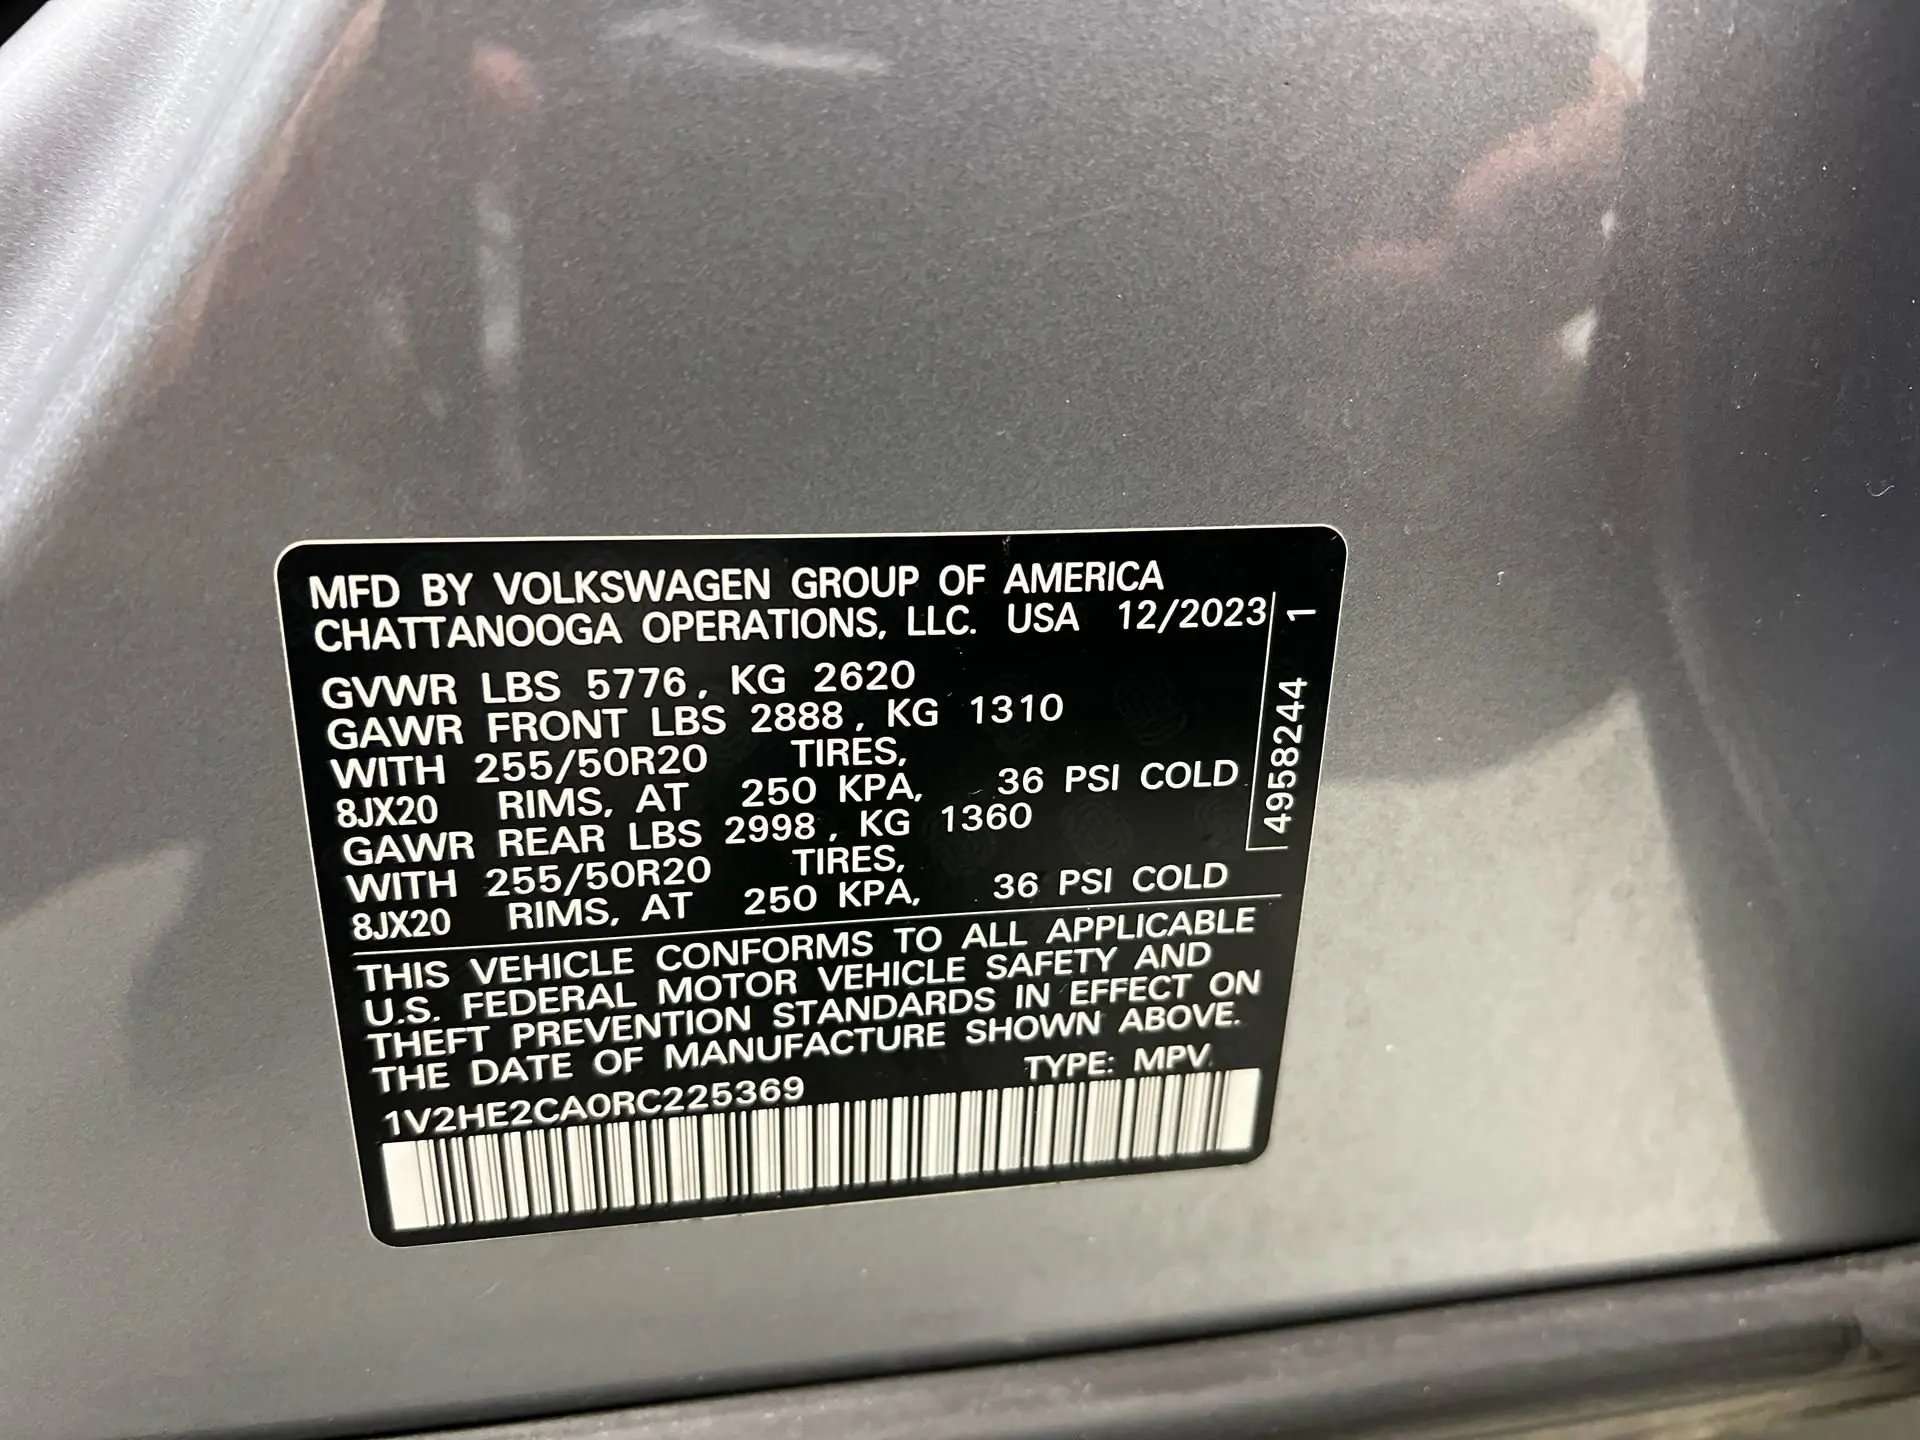 MFD BY VOLKSWAGEN GROUP OF AMERICA
CHATTANOOGA OPERATIONS, LLC. USA 12/2023
GVWR LBS 5776, KG 2620
GAWR FRONT LBS 2888, KG 1310
WITH 255/50R20 TIRES,
8JX20 RIMS, AT 250 KPA, 36 PSI COLD
GAWR REAR LBS 2998, KG 1360
WITH 255/50R20 TIRES,
8JX20 RIMS, AT 250 KPA, 36 PSI COLD
THIS VEHICLE CONFORMS TO ALL APPLICABLE
U.S. FEDERAL MOTOR VEHICLE SAFETY AND
THEFT PREVENTION STANDARDS IN EFFECT ON
THE DATE OF MANUFACTURE SHOWN ABOVE.
TYPE: MPV
1V2HE2CA0RC225369
4958244 1